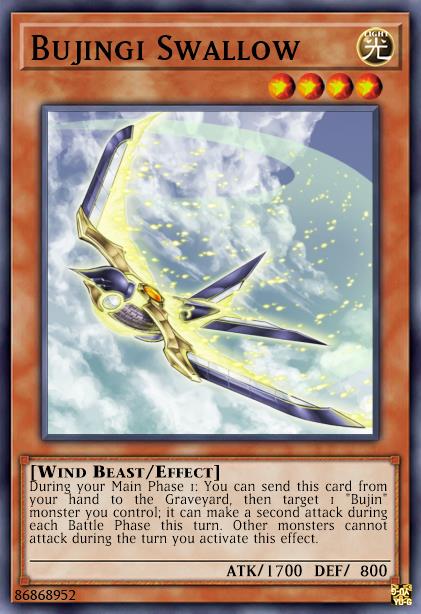 Bujingi Swallow
LIGHT
光
[Wind Beast/Effect]
During your Main Phase 1: You can send this card from
your hand to the Graveyard, then target 1 "Bujin"
monster you control; it can make a second attack during
each Battle Phase this turn. Other monsters cannot
attack during the turn you activate this effect.
ATK/1700 DEF/ 800
86868952